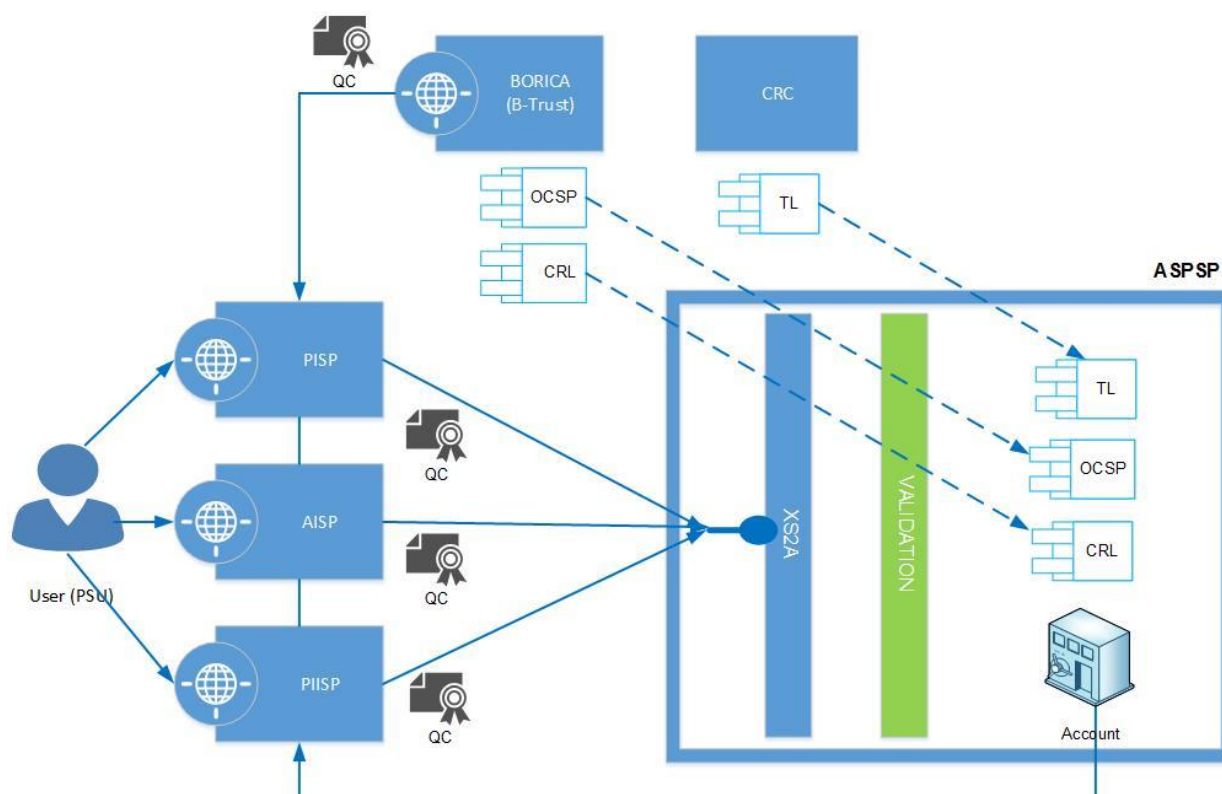 QC
BORICA
(B-Trust)
CRC
OCSP
TL
CRL
ASPSP
PISP
TL
QC
OCSP
AISP
XS2A
VALIDATION
CRL
User (PSU)
QC
PIISP
QC
Account